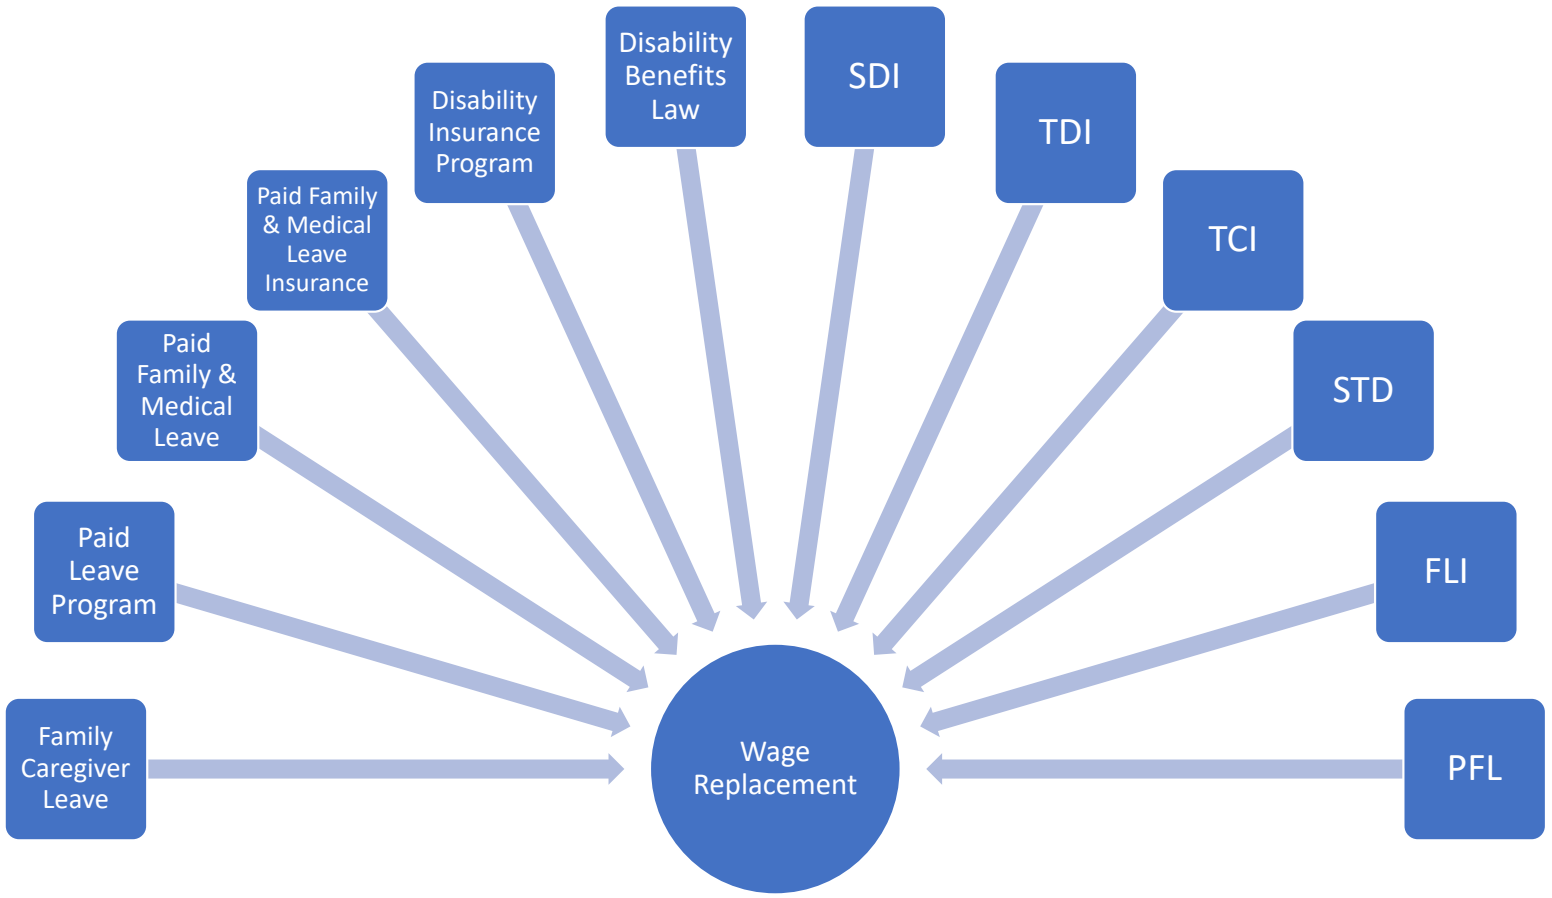 Disability
Benefits
Law
SDI
Disability
Insurance
Program
TDI
Paid Family
& Medical
Leave
Insurance
TCI
Paid
Family &
Medical
Leave
STD
Paid
Leave
Program
FLI
Family
Caregiver
Leave
Wage
Replacement
PFL